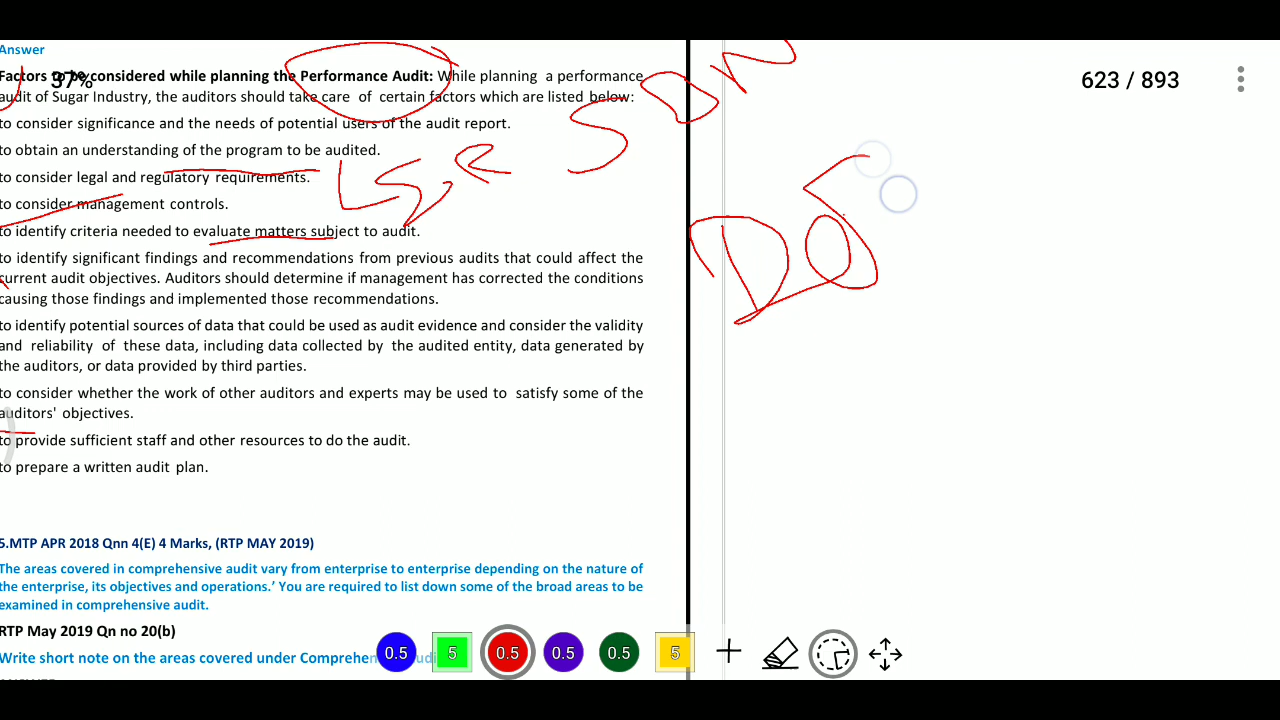 Answer
Factors to be considered while planning the Performance Audit: While planning a performance
audit of Sugar Industry, the auditors should take care of certain factors which are listed below:
37%
623 / 893
to consider significance and the needs of potential users of the audit report.
to obtain an understanding of the program to be audited.
to consider legal and regulatory requirements.
to consider management controls.
to identify criteria needed to evaluate matters subject to audit.
to identify significant findings and recommendations from previous audits that could affect the
current audit objectives. Auditors should determine if management has corrected the conditions
causing those findings and implemented those recommendations.
to identify potential sources of data that could be used as audit evidence and consider the validity
and reliability of these data, including data collected by the audited entity, data generated by
the auditors, or data provided by third parties.
to consider whether the work of other auditors and experts may be used to satisfy some of the
auditors' objectives.
to provide sufficient staff and other resources to do the audit.
to prepare a written audit plan.
5.MTP APR 2018 Qnn 4(E) 4 Marks, (RTP MAY 2019)
The areas covered in comprehensive audit vary from enterprise to enterprise depending on the nature of
the enterprise, its objectives and operations.’ You are required to list down some of the broad areas to be
examined in comprehensive audit.
RTP May 2019 Qn no 20(b)
Write short note on the areas covered under Comprehen
0.5 5 0.5 0.5 0.5 5